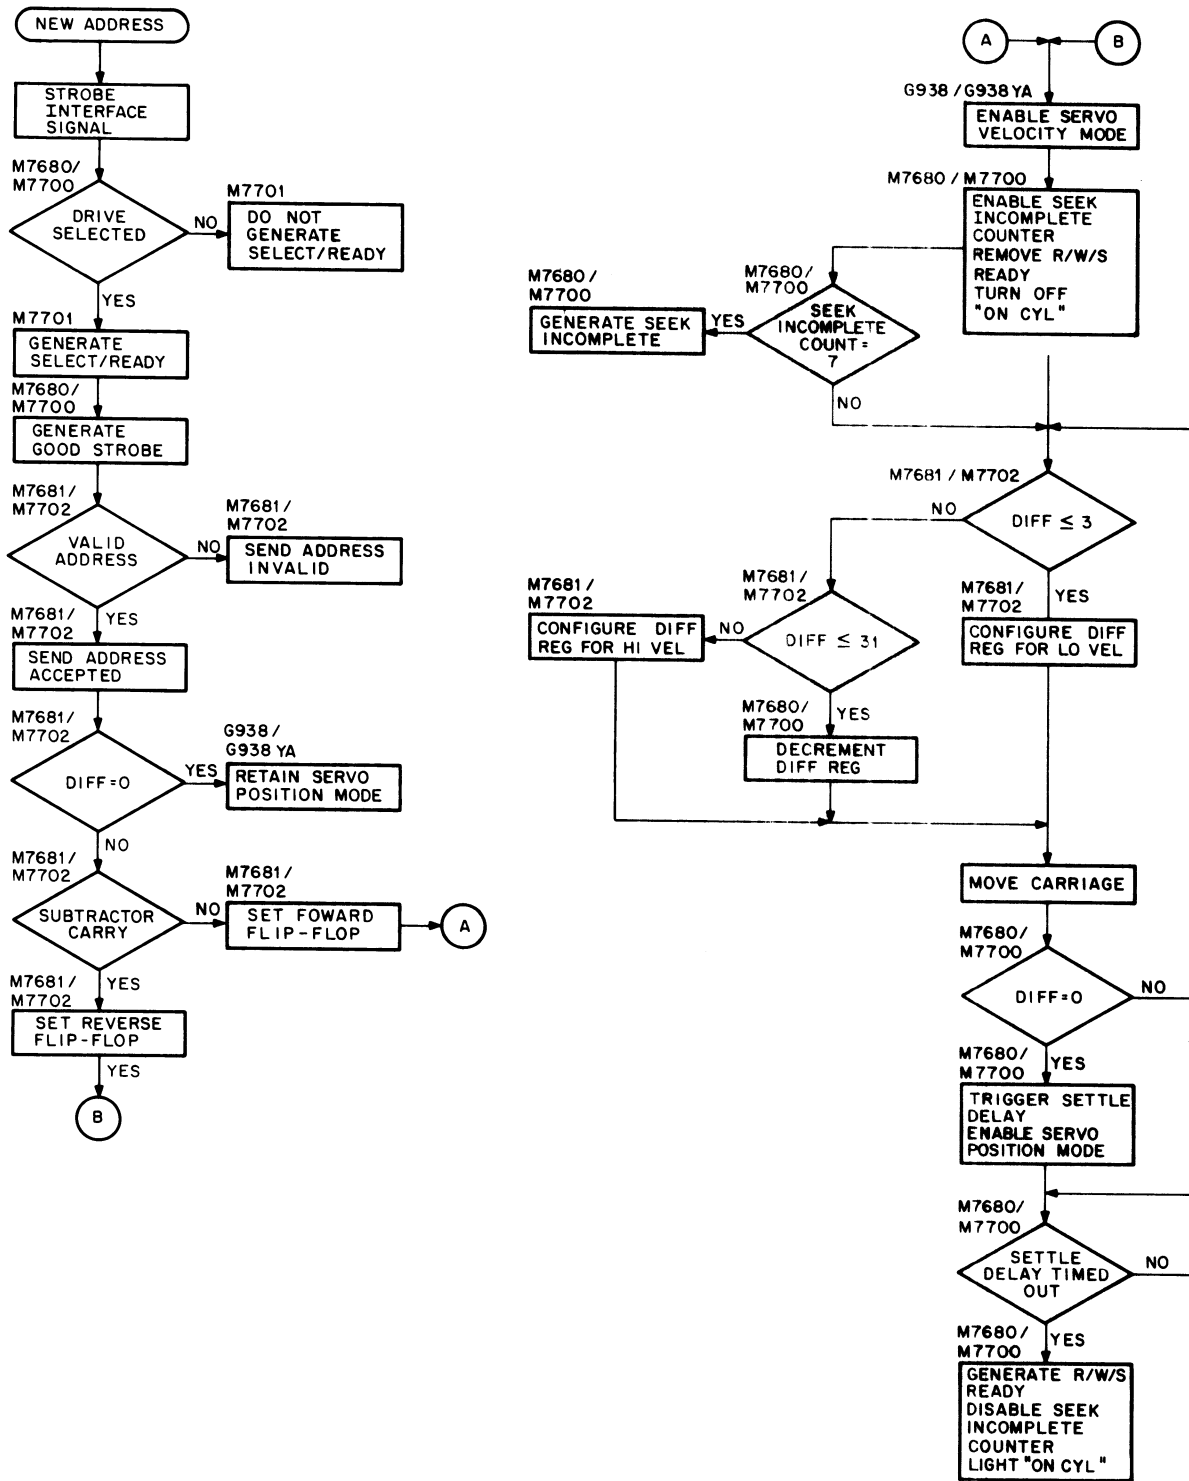 NEW ADDRESS
STROBE
INTERFACE
SIGNAL
M7680/
M7700
DRIVE
SELECTED
NO
M7701
DO NOT
GENERATE
SELECT/READY
YES
M7701
GENERATE
SELECT/READY
M7680/
M7700
GENERATE
GOOD STROBE
M7681/
M7702
VALID
ADDRESS
NO
M7681/
M7702
SEND ADDRESS
INVALID
YES
M7681/
M7702
SEND ADDRESS
ACCEPTED
M7681/
M7702
DIFF=0
YES
G938/
G938YA
RETAIN SERVO
POSITION MODE
NO
M7681/
M7702
SUBTRACTOR
CARRY
NO
M7681/
M7702
SET FOWARD
FLIP-FLOP
A
YES
M7681/
M7702
SET REVERSE
FLIP-FLOP
YES
B
A
B
G938/G938YA
ENABLE SERVO
VELOCITY MODE
M7680/M7700
ENABLE SEEK
INCOMPLETE
COUNTER
REMOVE R/W/S
READY
TURN OFF
"ON CYL"
M7680/
M7700
SEEK
INCOMPLETE
COUNT=
7
YES
M7680/
M7700
GENERATE SEEK
INCOMPLETE
NO
M7681/M7702
DIFF ≤ 3
NO
YES
M7681/
M7702
DIFF ≤ 31
NO
M7681/
M7702
CONFIGURE DIFF
REG FOR HI VEL
M7681/
M7702
CONFIGURE DIFF
REG FOR LO VEL
YES
M7680/
M7700
DECREMENT
DIFF REG
MOVE CARRIAGE
M7680/
M7700
DIFF=0
NO
YES
M7680/
M7700
TRIGGER SETTLE
DELAY
ENABLE SERVO
POSITION MODE
M7680/
M7700
SETTLE
DELAY TIMED
OUT
NO
YES
M7680/
M7700
GENERATE R/W/S
READY
DISABLE SEEK
INCOMPLETE
COUNTER
LIGHT "ON CYL"